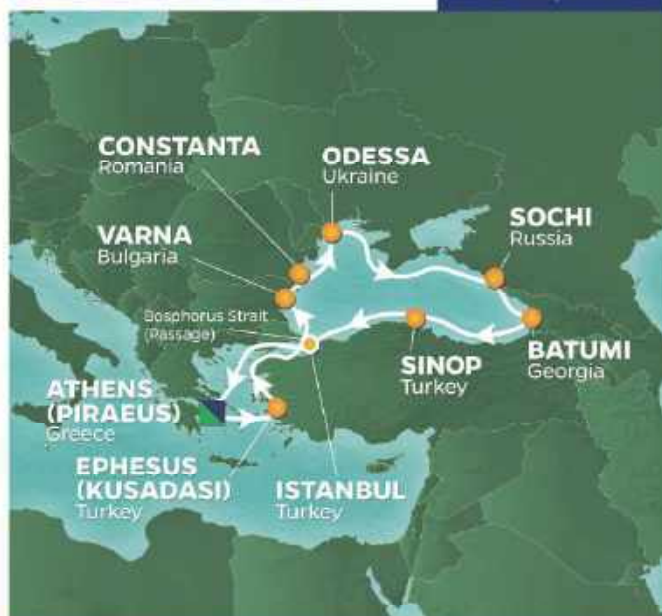 CONSTANTA
Romania
ODESSA
Ukraine
SOCHI
Russia
VARNA
Bulgaria
Bosphorus Strait
(Passage)
BATUMI
Georgia
SINOP
Turkey
ATHENS
(PIRAEUS)
Greece
EPHESUS
(KUSADASI)
Turkey
ISTANBUL
Turkey